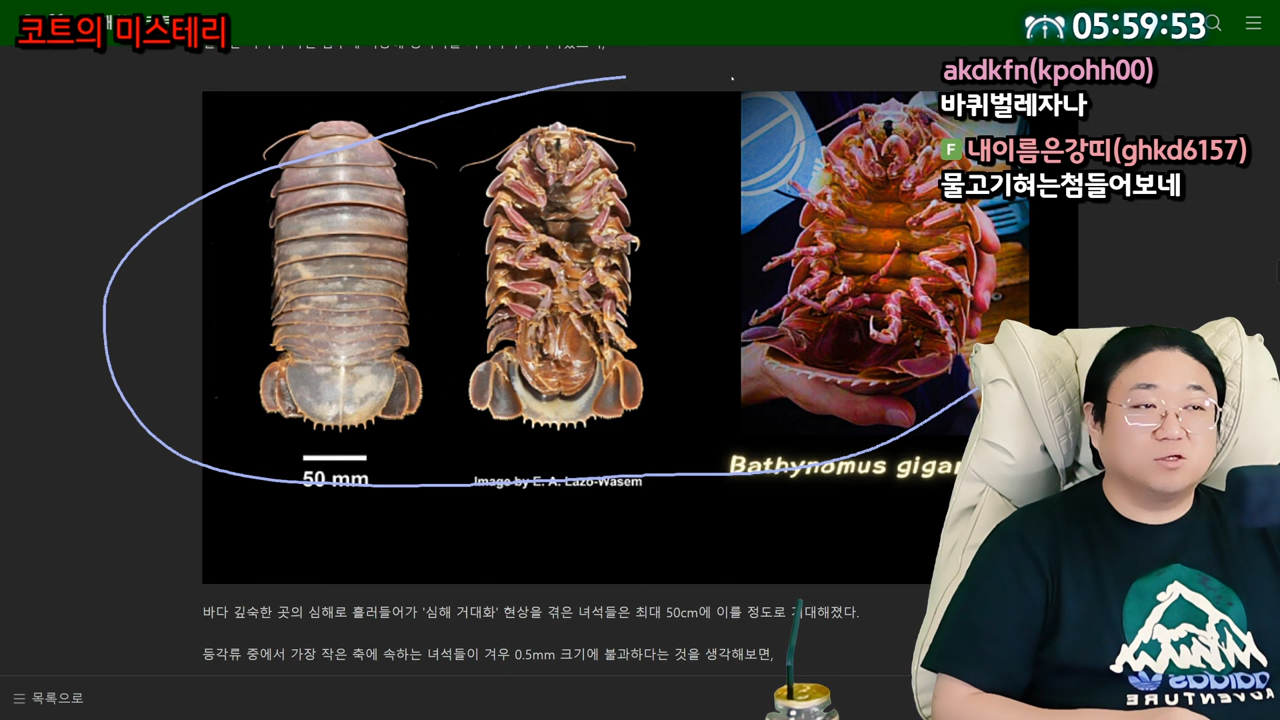 코트의 미스테리
05:59:53
akdkfn(kpohh00)
바퀴벌레자나
F 내이름은강띠(ghkd6157)
물고기혀는첨들어보네
50 mm
Image by E. A. Lazo-Wasem
Bathynomus gigan
바다 깊숙한 곳의 심해로 흘러들어가 '심해 거대화' 현상을 겪은 녀석들은 최대 50cm에 이를 정도로 거대해졌다.
등각류 중에서 가장 작은 축에 속하는 녀석들이 겨우 0.5mm 크기에 불과하다는 것을 생각해보면,
목록으로
adidas
ADVENTURE